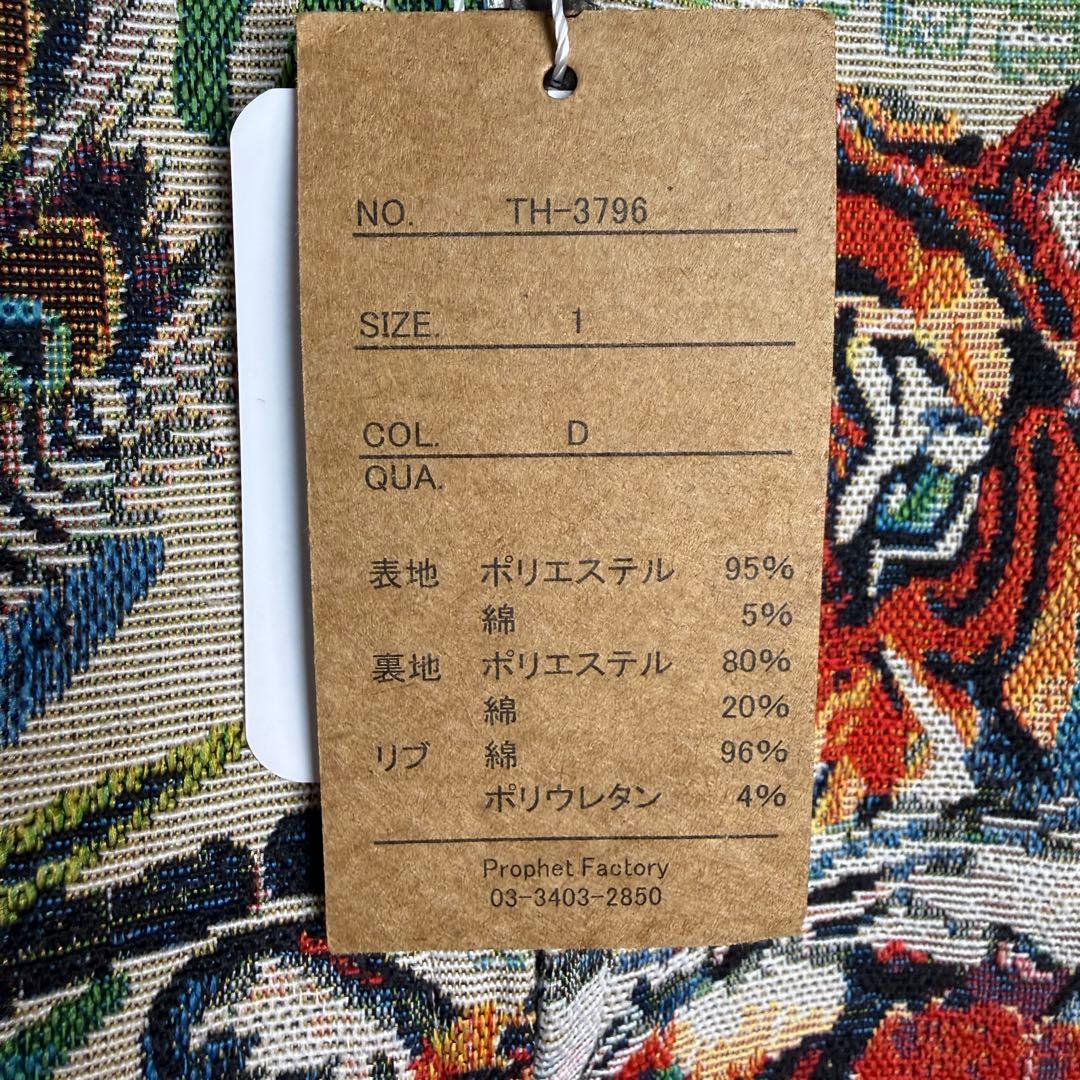 NO. TH-3796
SIZE. 1
COL. D
QUA.
表地 ポリエステル 95%
綿 5%
裏地 ポリエステル 80%
綿 20%
リブ 綿 96%
ポリウレタン 4%
Prophet Factory
03-3403-2850